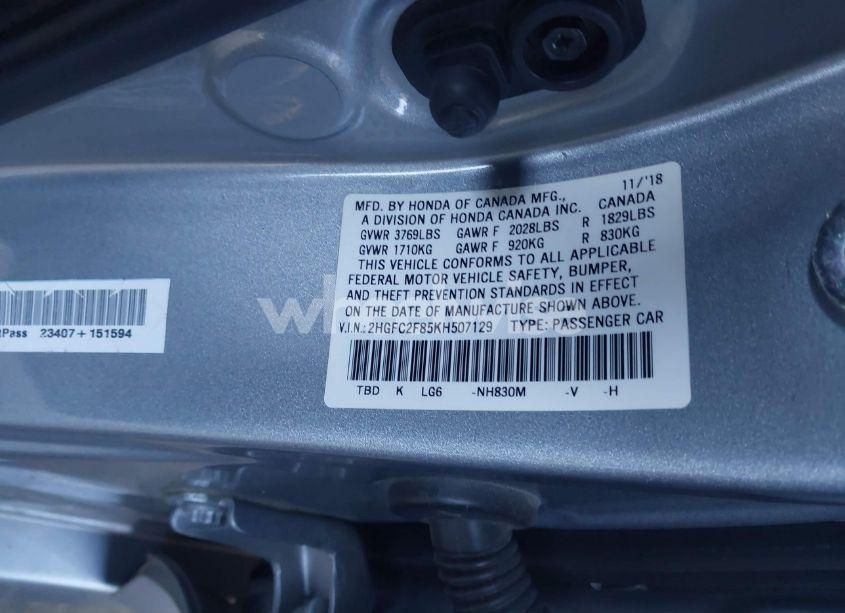 11/'18
MFD. BY HONDA OF CANADA MFG.,
A DIVISION OF HONDA CANADA INC. CANADA
GVWR 3769LBS GAWR F 2028LBS R 1829LBS
GVWR 1710KG GAWR F 920KG R 830KG
THIS VEHICLE CONFORMS TO ALL APPLICABLE
FEDERAL MOTOR VEHICLE SAFETY, BUMPER,
AND THEFT PREVENTION STANDARDS IN EFFECT
ON THE DATE OF MANUFACTURE SHOWN ABOVE.
V.I.N.:2HGFC2F85KH507129 TYPE: PASSENGER CAR
TBD K LG6 -NH830M -V -H
Pass 23407+151594